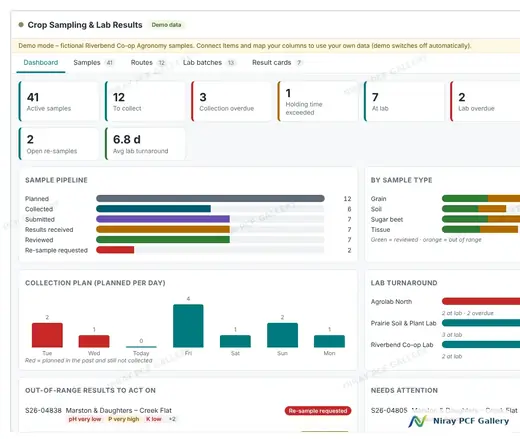 Crop Sampling & Lab Results Demo data
Demo mode – fictional Riverbend Co-op Agronomy samples. Connect Items and map your columns to use your own data (demo switches off automatically).
Dashboard Samples 41 Routes 12 Lab batches 13 Result cards 7
41 12 3 1 7 2
Active samples To collect Collection overdue Holding time exceeded At lab Lab overdue
2 6.8 d
Open re-samples Avg lab turnaround
SAMPLE PIPELINE
Planned 12
Collected 6
Submitted 7
Results received 7
Reviewed 7
Re-sample requested 2
BY SAMPLE TYPE
Grain
Soil
Sugar beet
Tissue
Green = reviewed · orange = out of range
COLLECTION PLAN (PLANNED PER DAY)
2 1 0 4 1 2 1
Tue Wed Today Fri Sat Sun Mon
Red = planned in the past and still not collected
LAB TURNAROUND
Agrolab North
2 at lab · 2 overdue
Prairie Soil & Plant Lab
3 at lab
Riverbend Co-op Lab
2 at lab
OUT-OF-RANGE RESULTS TO ACT ON
S26-04838 Marston & Daughters – Creek Flat Re-sample requested
pH very low P very high K low +2
NEEDS ATTENTION
S26-04805 Marston & Daughters – Creek Flat
Niray PCF Gallery